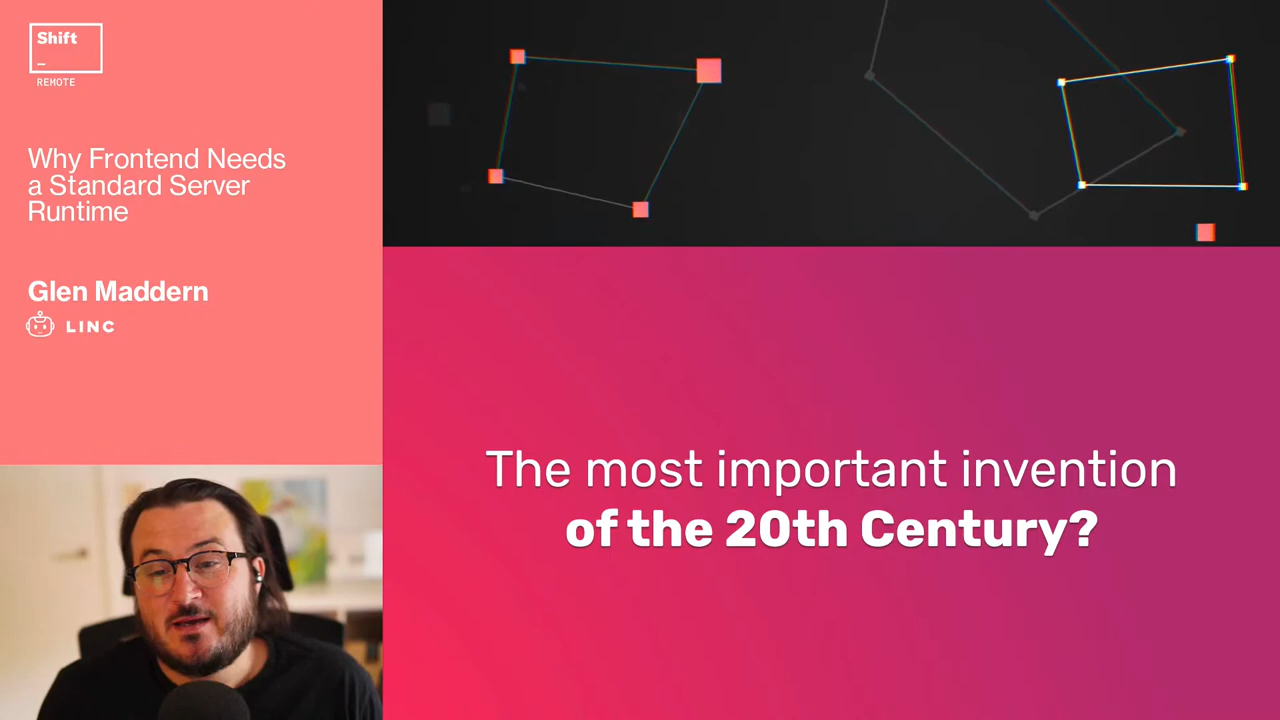 Shift
_
REMOTE
Why Frontend Needs
a Standard Server
Runtime
Glen Maddern
LINC
The most important invention
of the 20th Century?